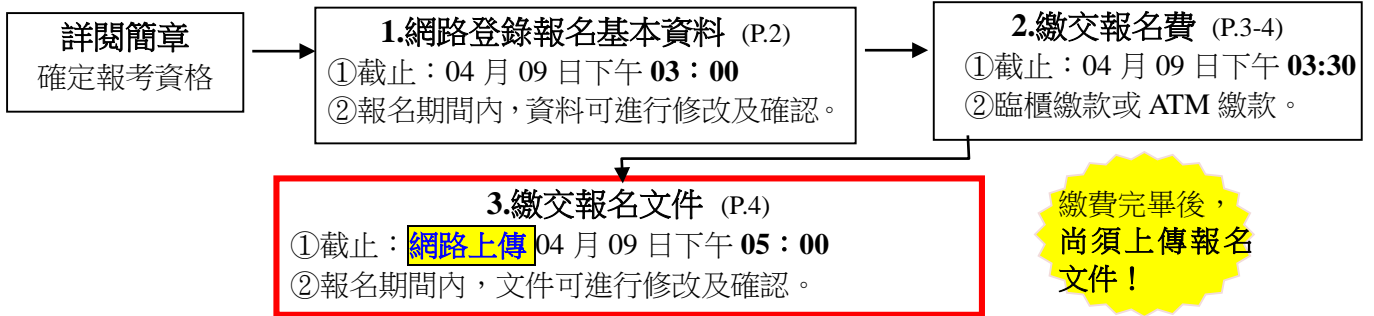 詳閱簡章
確定報考資格
1.網路登錄報名基本資料 (P.2)
①截止：04 月 09 日下午 03：00
②報名期間內，資料可進行修改及確認。
2.繳交報名費 (P.3-4)
①截止：04 月 09 日下午 03:30
②臨櫃繳款或 ATM 繳款。
3.繳交報名文件 (P.4)
①截止：網路上傳 04 月 09 日下午 05：00
②報名期間內，文件可進行修改及確認。
繳費完畢後，
尚須上傳報名
文件！